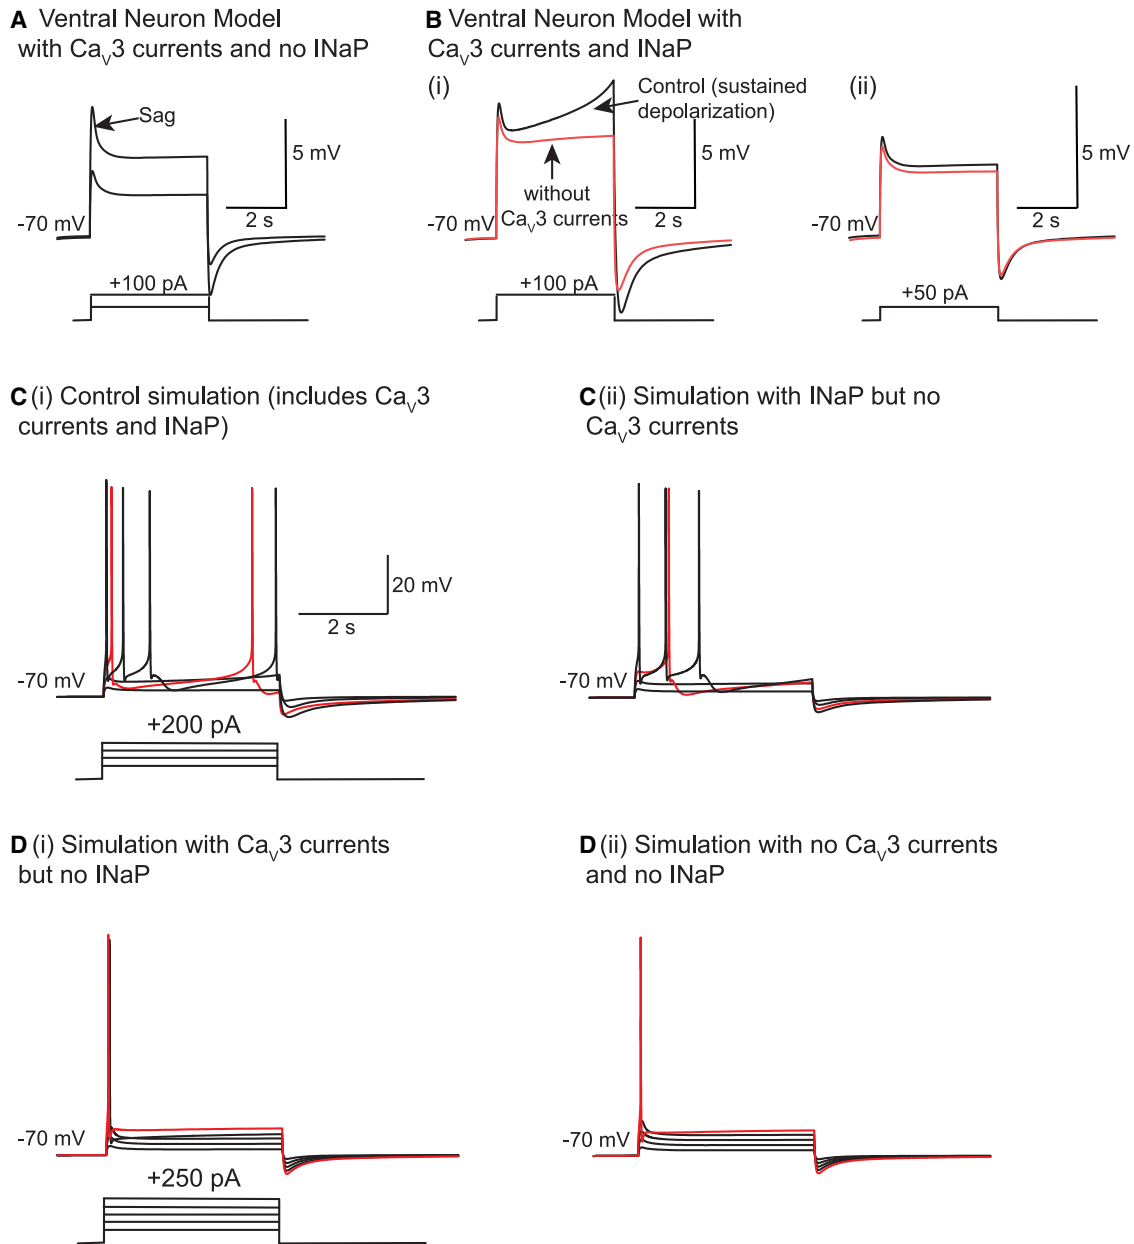 A Ventral Neuron Model
with CaV3 currents and no INaP
B Ventral Neuron Model with
CaV3 currents and INaP
(i)
(ii)
Sag
5 mV
2 s
-70 mV
+100 pA
Control (sustained
depolarization)
without
CaV3 currents
5 mV
2 s
-70 mV
+100 pA
5 mV
2 s
-70 mV
+50 pA
C (i) Control simulation (includes CaV3
currents and INaP)
C (ii) Simulation with INaP but no
CaV3 currents
20 mV
2 s
-70 mV
+200 pA
-70 mV
D (i) Simulation with CaV3 currents
but no INaP
D (ii) Simulation with no CaV3 currents
and no INaP
-70 mV
+250 pA
-70 mV